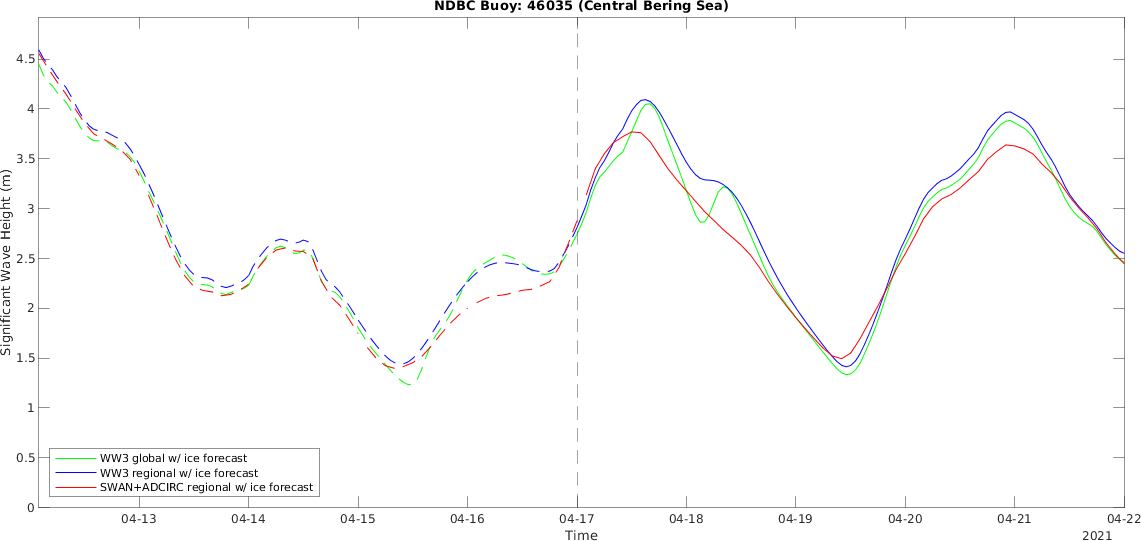 NDBC Buoy: 46035 (Central Bering Sea)
Significant Wave Height (m)
4.5
4
3.5
3
2.5
2
1.5
1
0.5
0
WW3 global w/ ice forecast
WW3 regional w/ ice forecast
SWAN+ADCIRC regional w/ ice forecast
04-13 04-14 04-15 04-16 04-17 04-18 04-19 04-20 04-21 04-22
Time
2021